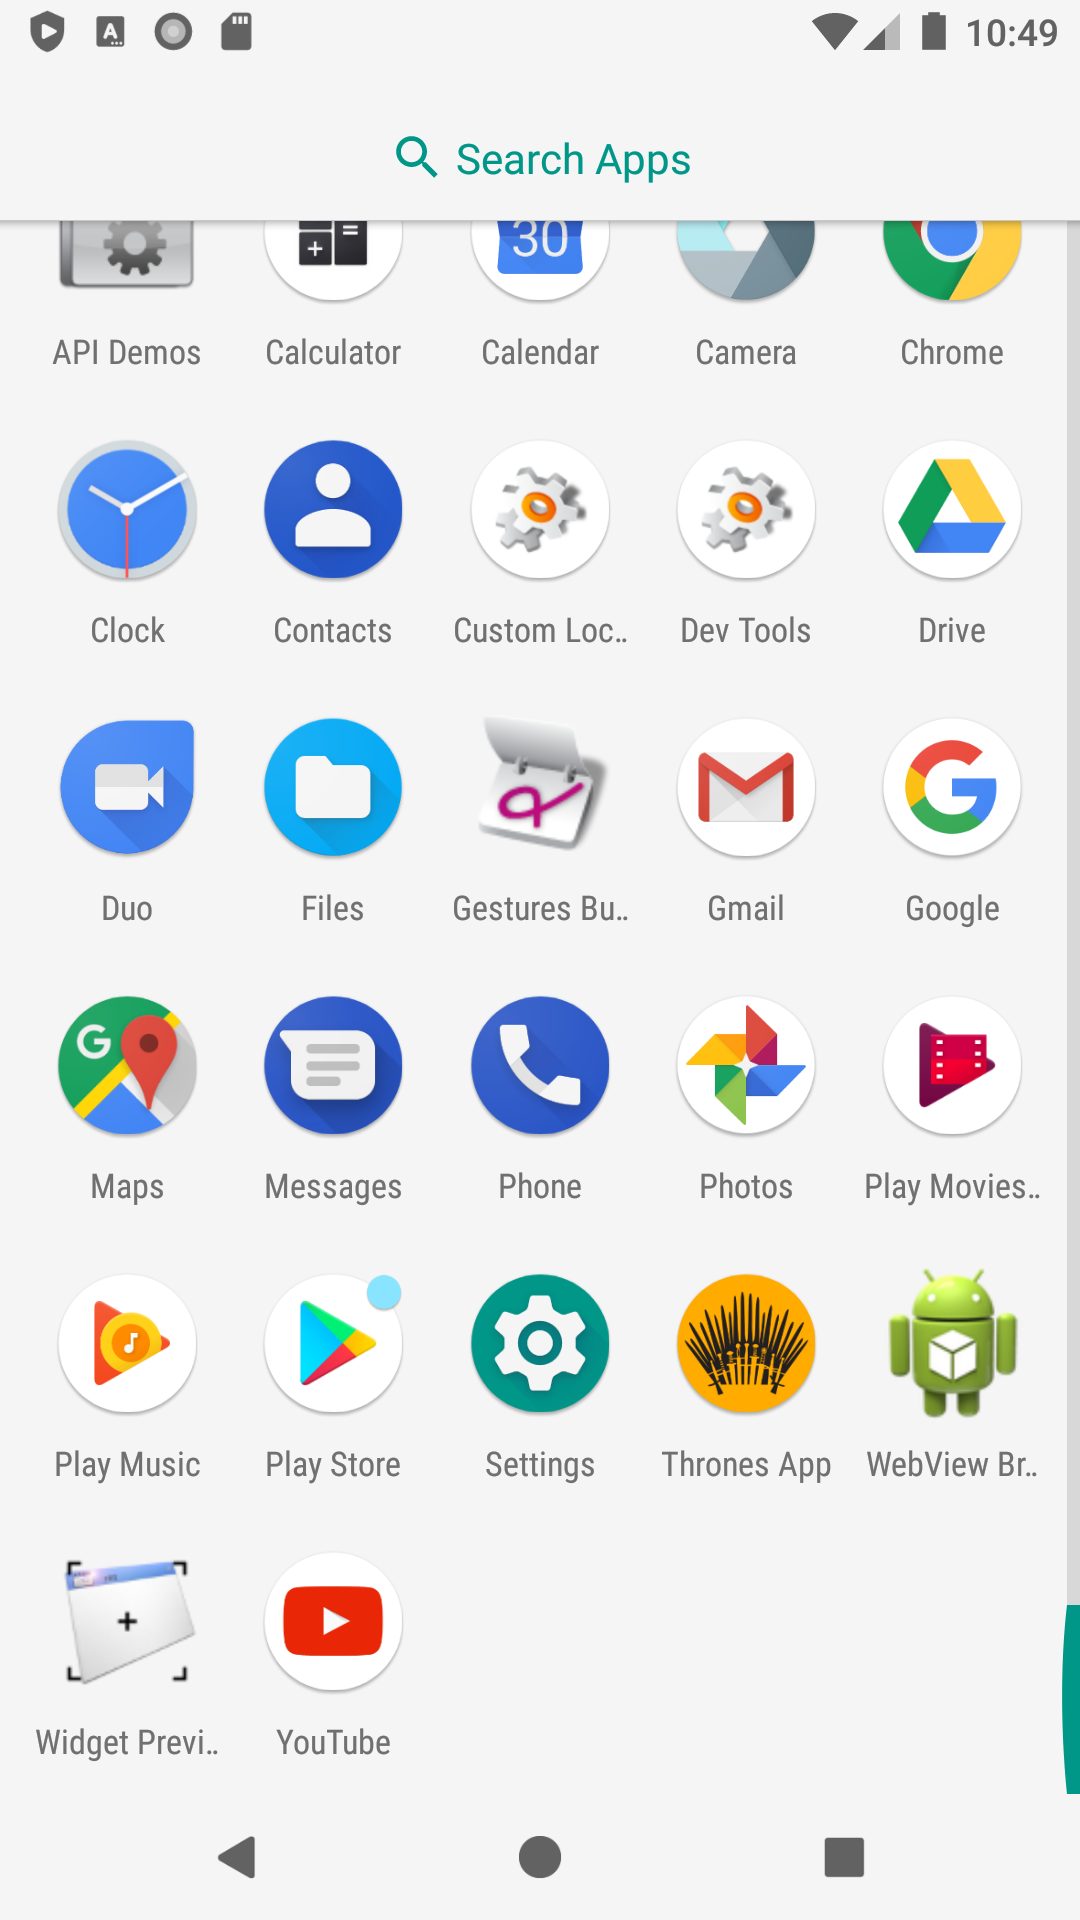 10:49
Search Apps
30
API Demos
Calculator
Calendar
Camera
Chrome
Clock
Contacts
Custom Loc..
Dev Tools
Drive
Duo
Files
Gestures Bu..
Gmail
Google
G
Maps
Messages
Phone
Photos
Play Movies..
Play Music
Play Store
Settings
Thrones App
WebView Br..
Widget Previ..
YouTube